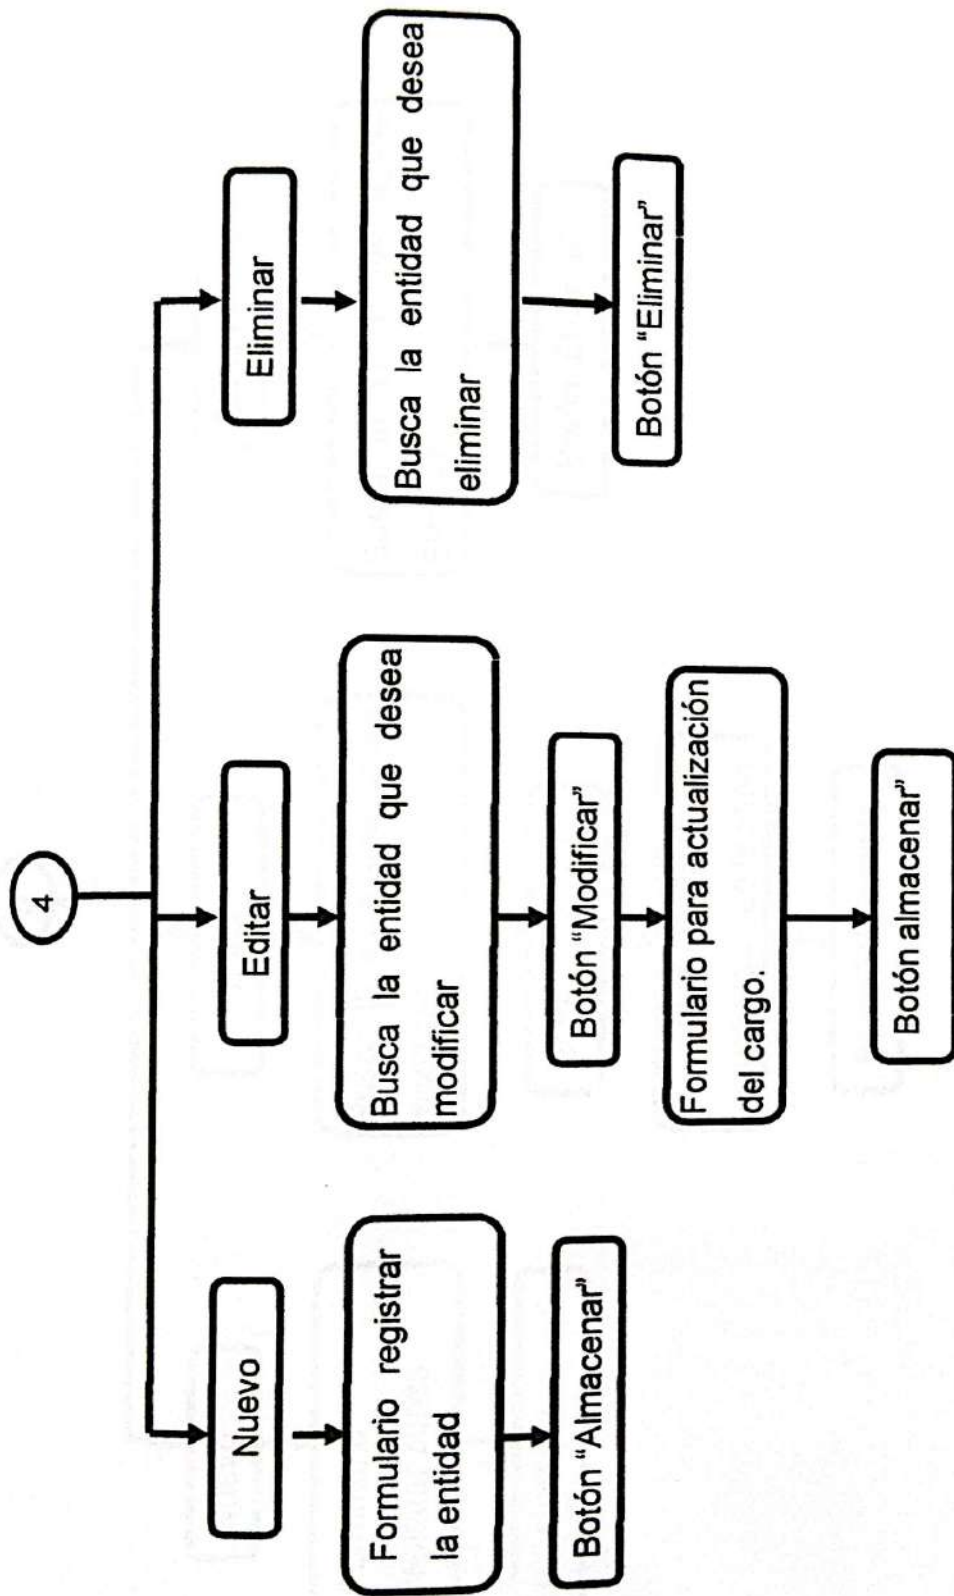 4
Nuevo
Formulario registrar
la entidad
Botón “Almacenar”
Editar
Busca la entidad que desea
modificar
Botón “Modificar”
Formulario para actualización
del cargo.
Botón almacenar”
Eliminar
Busca la entidad que desea
eliminar
Botón “Eliminar”